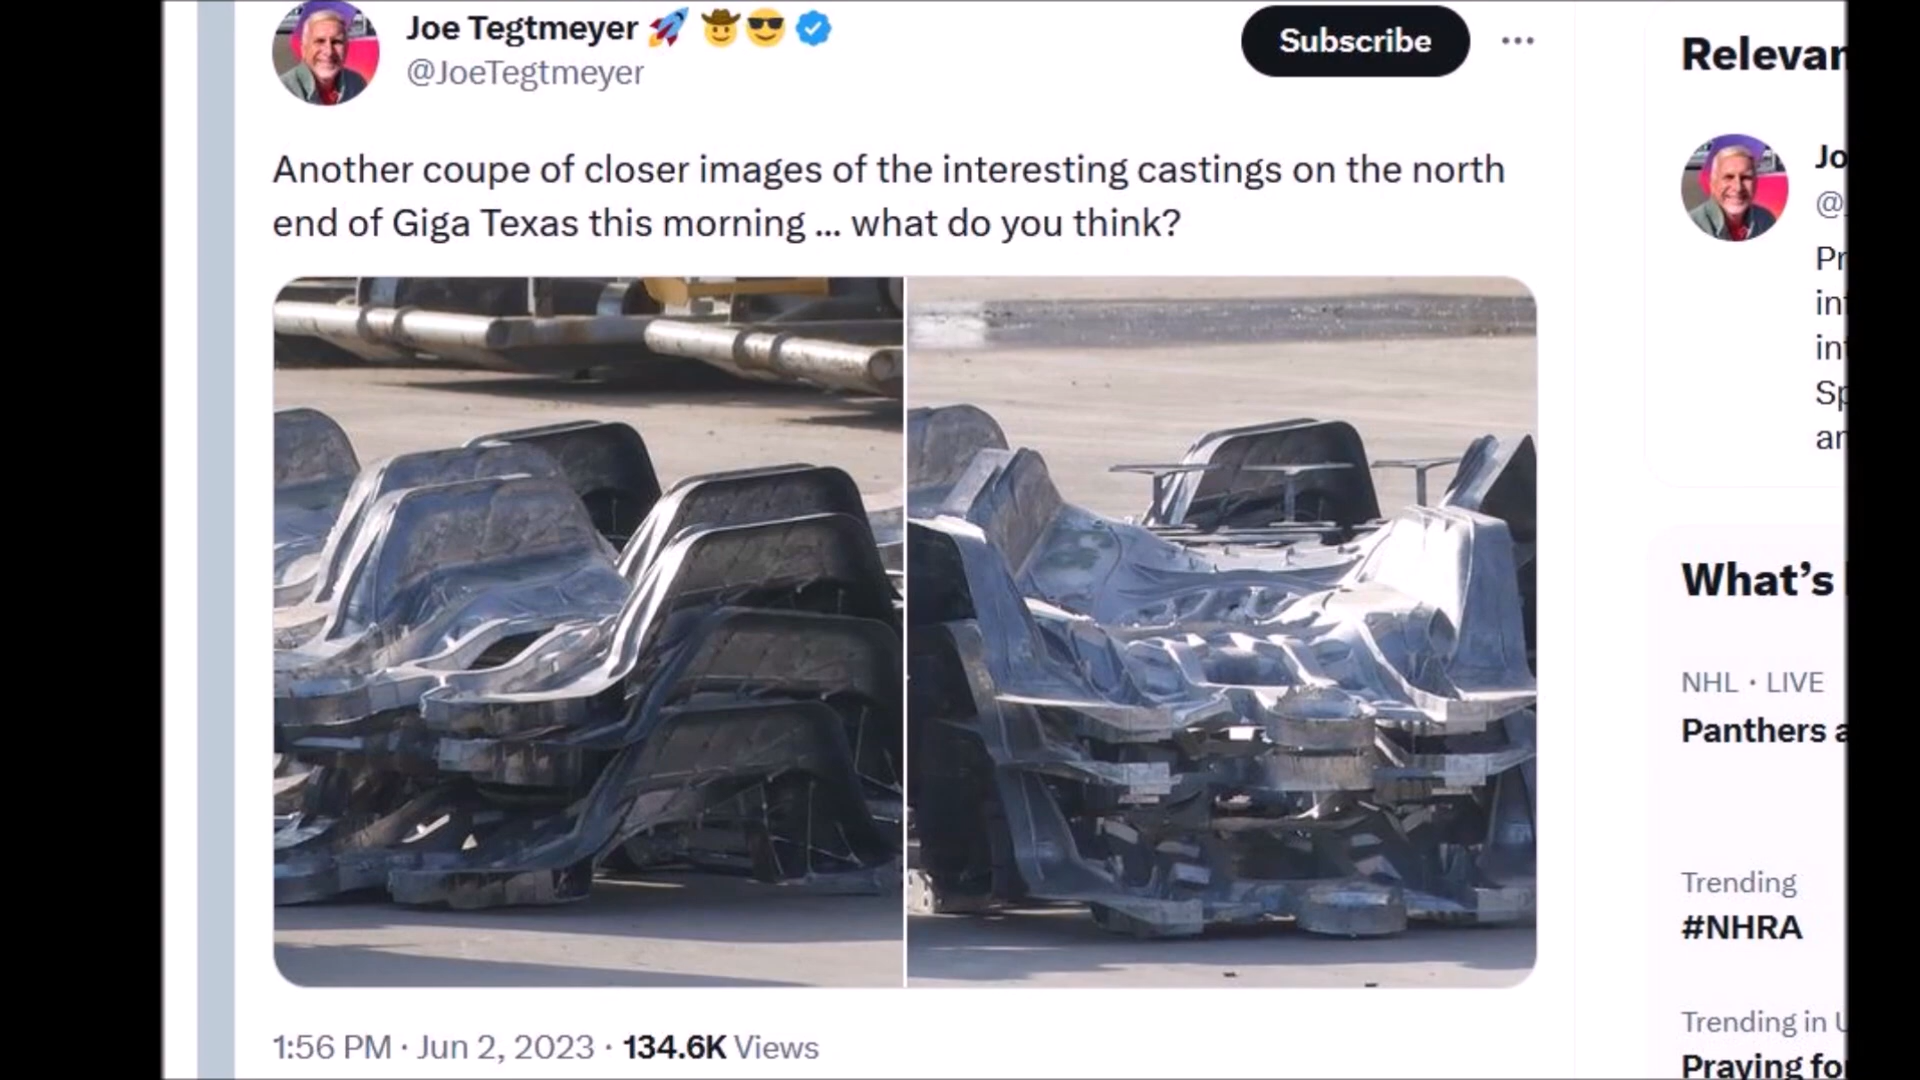 Joe Tegtmeyer 🚀 🤠😎
@JoeTegtmeyer
Subscribe
Another coupe of closer images of the interesting castings on the north
end of Giga Texas this morning ... what do you think?
1:56 PM · Jun 2, 2023 · 134.6K Views
Relevan
Jo
@
Pr
in
in
Sp
ar
What's
NHL · LIVE
Panthers a
Trending
#NHRA
Trending in U
Praying fo